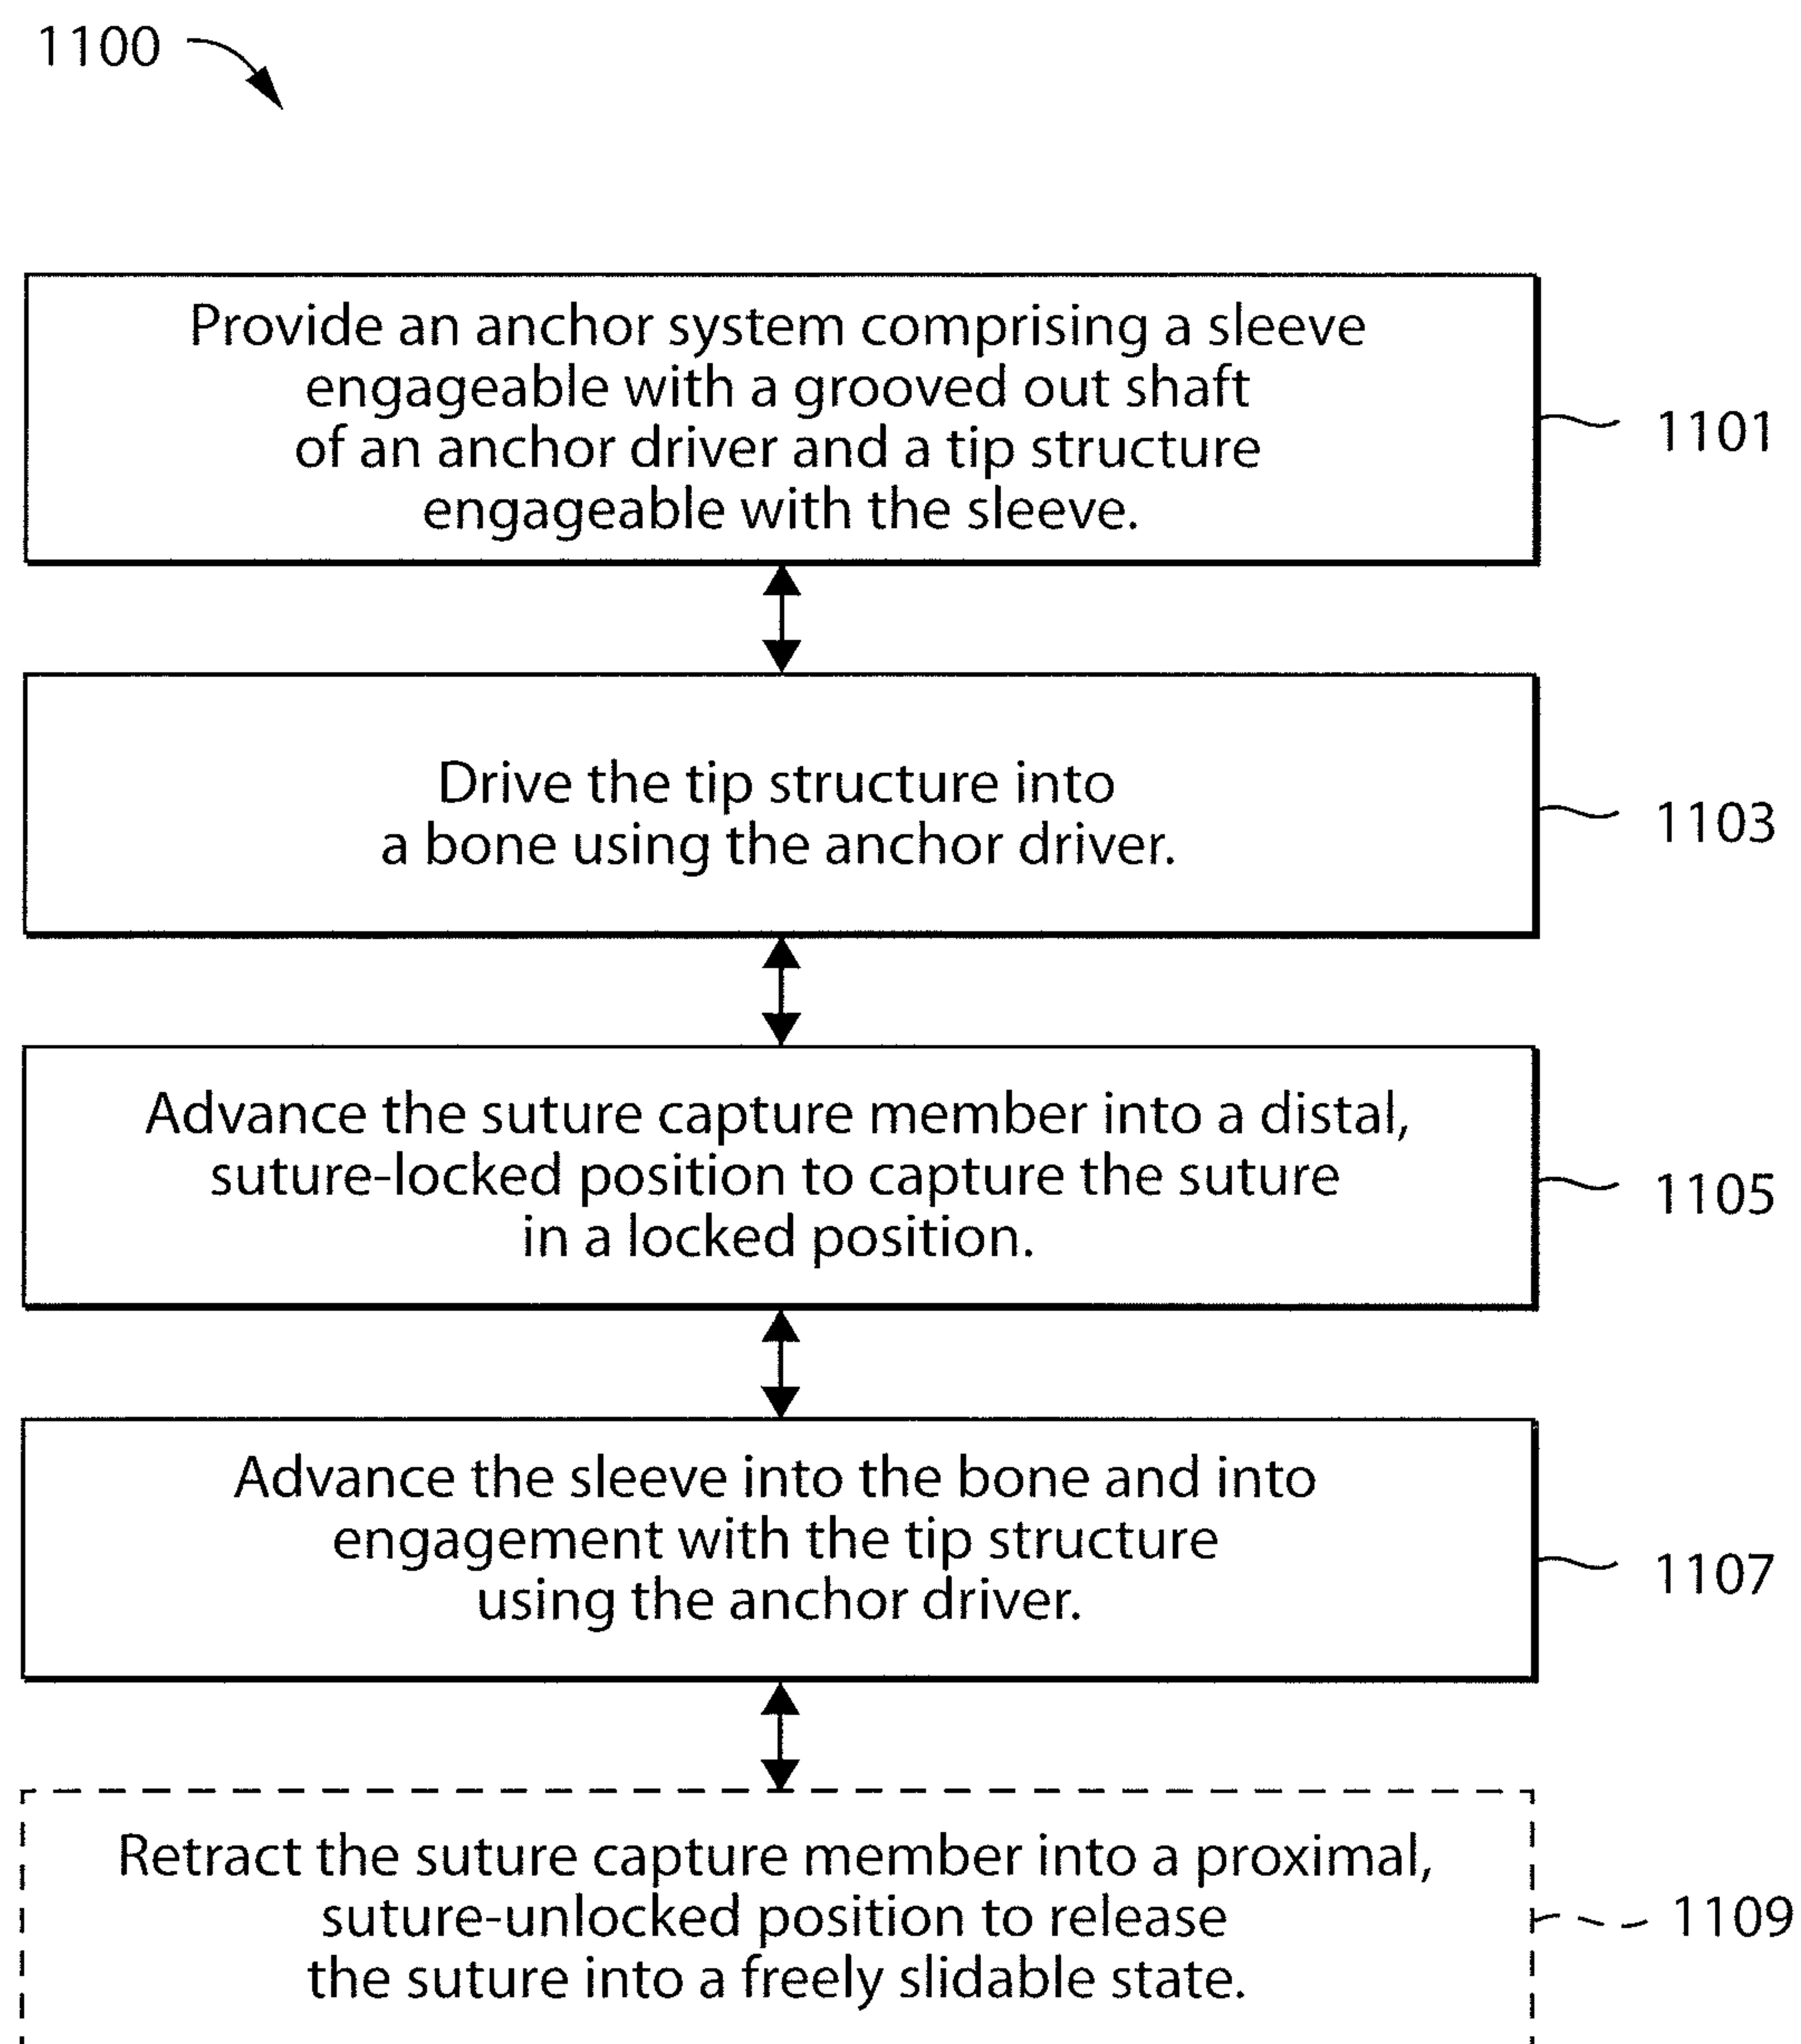 1100
Provide an anchor system comprising a sleeve
engageable with a grooved out shaft
of an anchor driver and a tip structure
engageable with the sleeve.
1101
Drive the tip structure into
a bone using the anchor driver.
1103
Advance the suture capture member into a distal,
suture-locked position to capture the suture
in a locked position.
1105
Advance the sleeve into the bone and into
engagement with the tip structure
using the anchor driver.
1107
Retract the suture capture member into a proximal,
suture-unlocked position to release
the suture into a freely slidable state.
1109